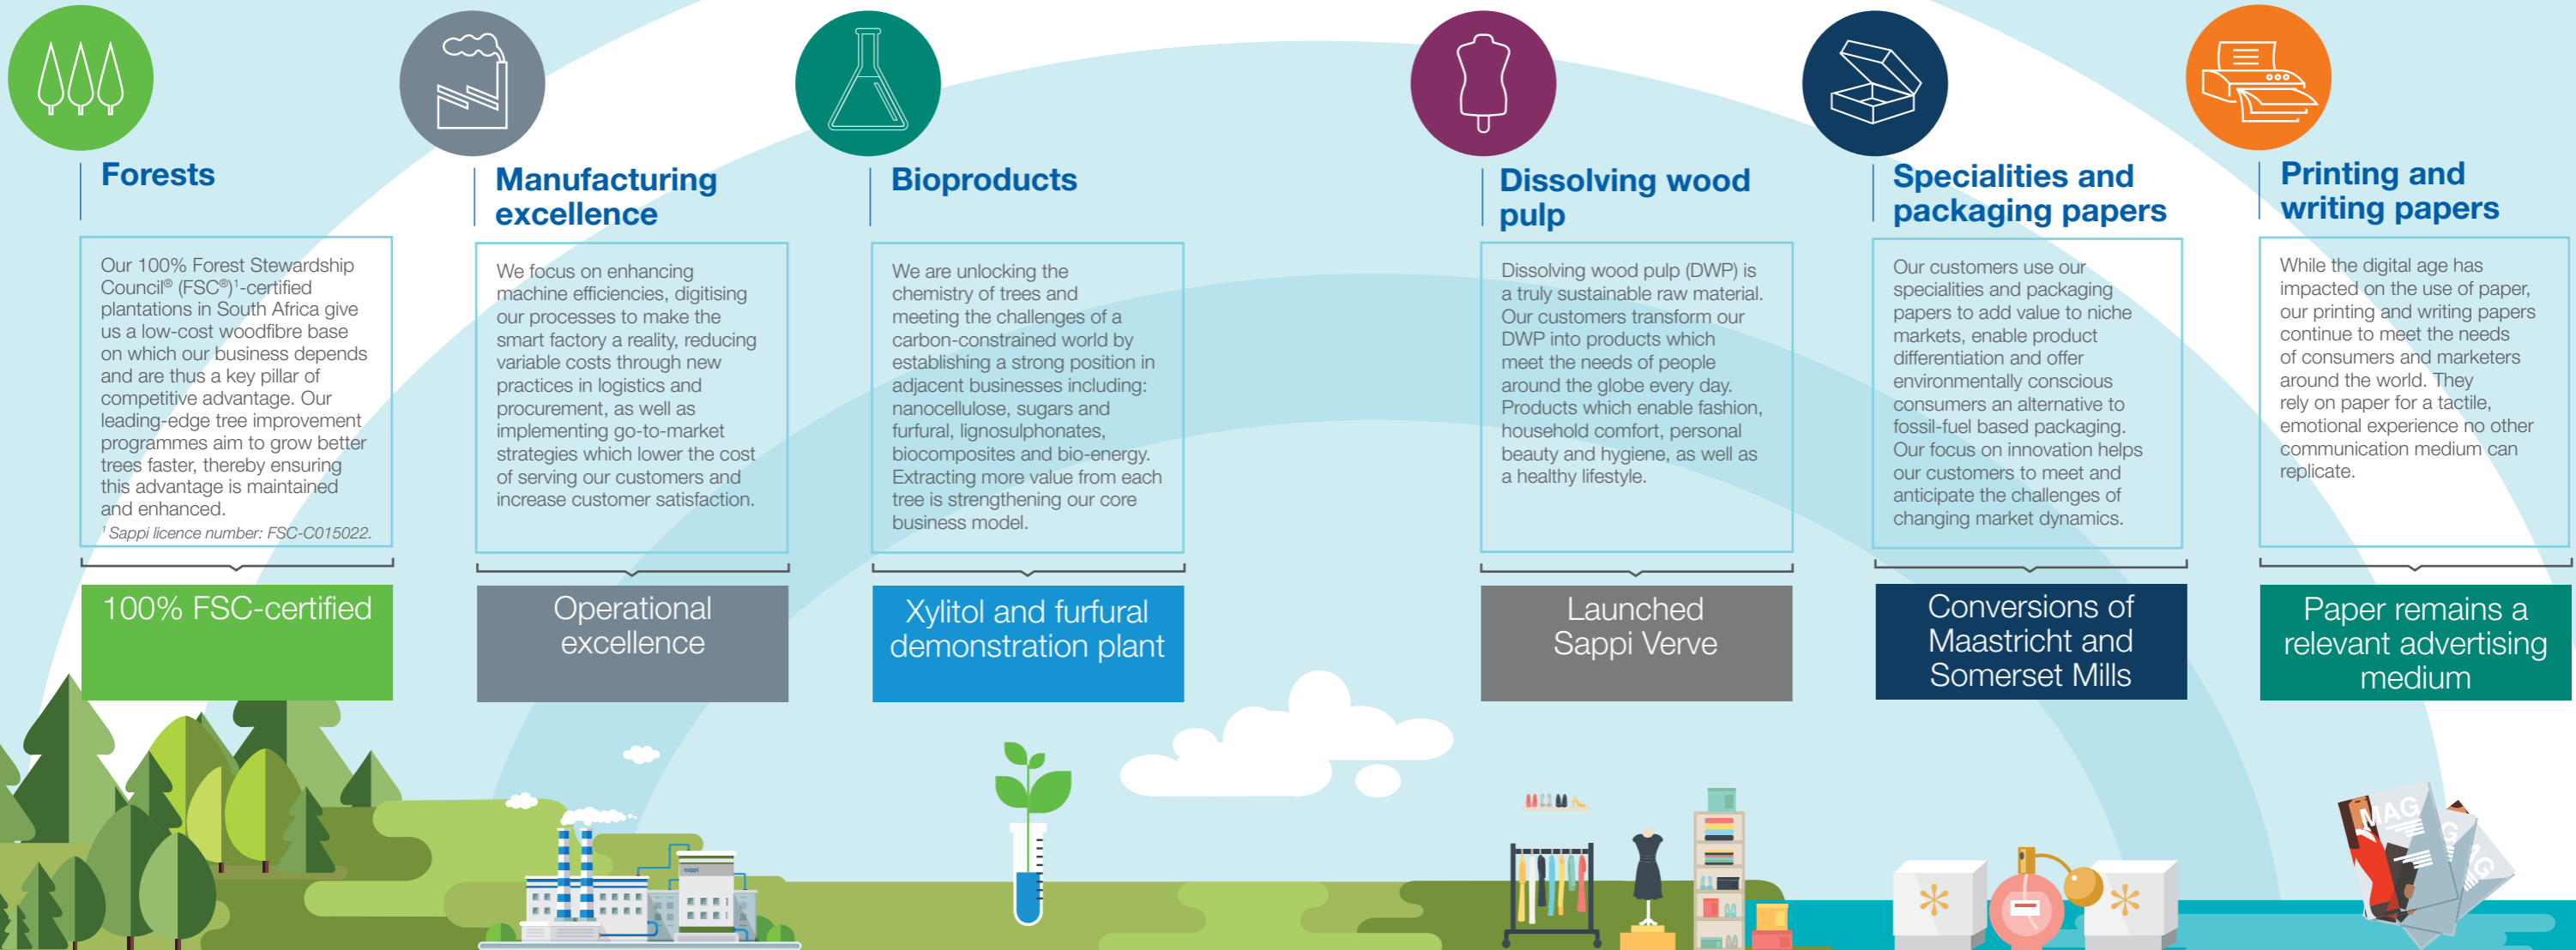 Forests
Our 100% Forest Stewardship
Council® (FSC®)¹-certified
plantations in South Africa give
us a low-cost woodfibre base
on which our business depends
and are thus a key pillar of
competitive advantage. Our
leading-edge tree improvement
programmes aim to grow better
trees faster, thereby ensuring
this advantage is maintained
and enhanced.
¹ Sappi licence number: FSC-C015022.
100% FSC-certified
Manufacturing
excellence
We focus on enhancing
machine efficiencies, digitising
our processes to make the
smart factory a reality, reducing
variable costs through new
practices in logistics and
procurement, as well as
implementing go-to-market
strategies which lower the cost
of serving our customers and
increase customer satisfaction.
Operational
excellence
Bioproducts
We are unlocking the
chemistry of trees and
meeting the challenges of a
carbon-constrained world by
establishing a strong position in
adjacent businesses including:
nanocellulose, sugars and
furfural, lignosulphonates,
biocomposites and bio-energy.
Extracting more value from each
tree is strengthening our core
business model.
Xylitol and furfural
demonstration plant
Dissolving wood
pulp
Dissolving wood pulp (DWP) is
a truly sustainable raw material.
Our customers transform our
DWP into products which
meet the needs of people
around the globe every day.
Products which enable fashion,
household comfort, personal
beauty and hygiene, as well as
a healthy lifestyle.
Launched
Sappi Verve
Specialities and
packaging papers
Our customers use our
specialities and packaging
papers to add value to niche
markets, enable product
differentiation and offer
environmentally conscious
consumers an alternative to
fossil-fuel based packaging.
Our focus on innovation helps
our customers to meet and
anticipate the challenges of
changing market dynamics.
Conversions of
Maastricht and
Somerset Mills
Printing and
writing papers
While the digital age has
impacted on the use of paper,
our printing and writing papers
continue to meet the needs
of consumers and marketers
around the world. They
rely on paper for a tactile,
emotional experience no other
communication medium can
replicate.
Paper remains a
relevant advertising
medium
sappi
MAG
G
AG